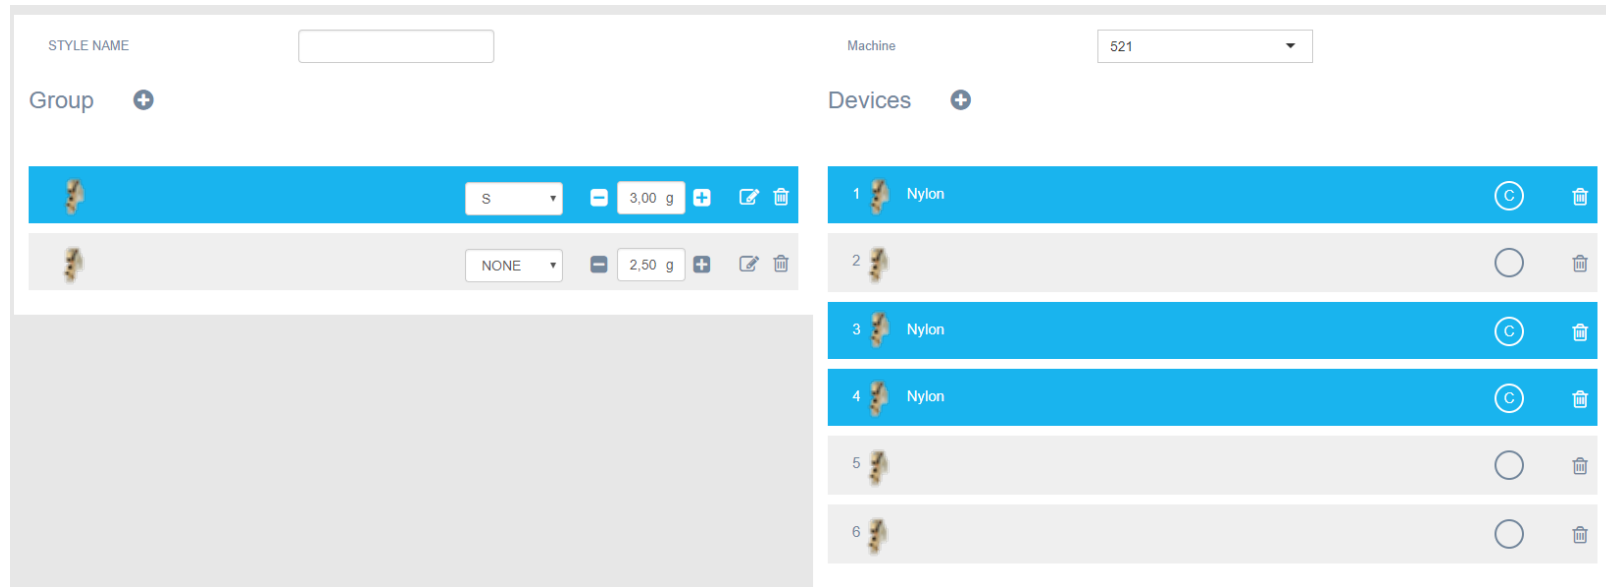 STYLE NAME
Machine 521
Group
Devices
S 3,00 g
NONE 2,50 g
1 Nylon C
2
3 Nylon C
4 Nylon C
5
6